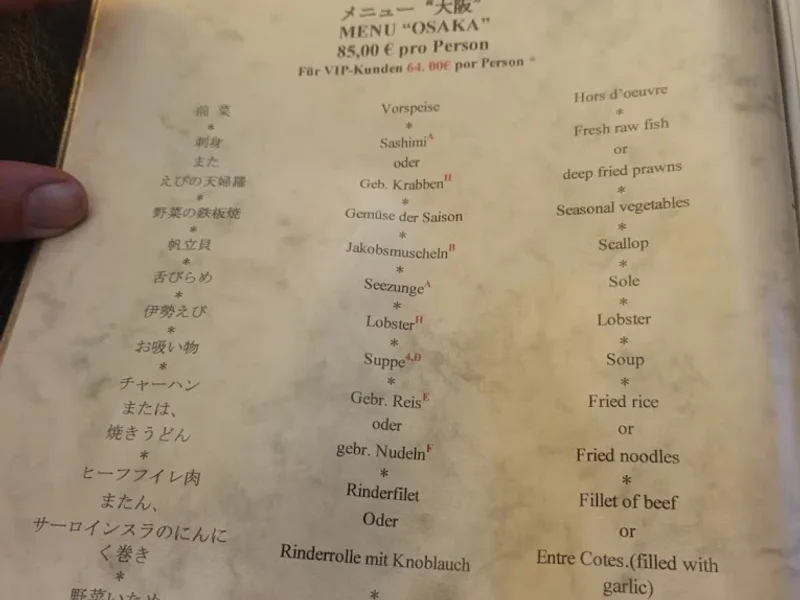 メニュー “大阪”
MENU “OSAKA”
85,00 € pro Person
Für VIP-Kunden 64. 00€ por Person *
前 菜
*
刺身
また
えびの天婦羅
*
野菜の鉄板焼
*
帆立貝
*
舌びらめ
*
伊勢えび
*
お吸い物
*
チャーハン
または、
焼きうどん
*
ヒーフフイレ肉
またん、
サーロインスラのにんに
く巻き
*
野菜いため
Vorspeise
*
Sashimi A
oder
Geb. Krabben H
*
Gemüse der Saison
*
Jakobsmuscheln B
*
Seezunge A
*
Lobster H
*
Suppe 4,D
*
Gebr. Reis E
oder
gebr. Nudeln F
*
Rinderfilet
Oder
Rinderrolle mit Knoblauch
*
Hors d’oeuvre
*
Fresh raw fish
or
deep fried prawns
*
Seasonal vegetables
*
Scallop
*
Sole
*
Lobster
*
Soup
*
Fried rice
or
Fried noodles
*
Fillet of beef
or
Entre Cotes.(filled with
garlic)